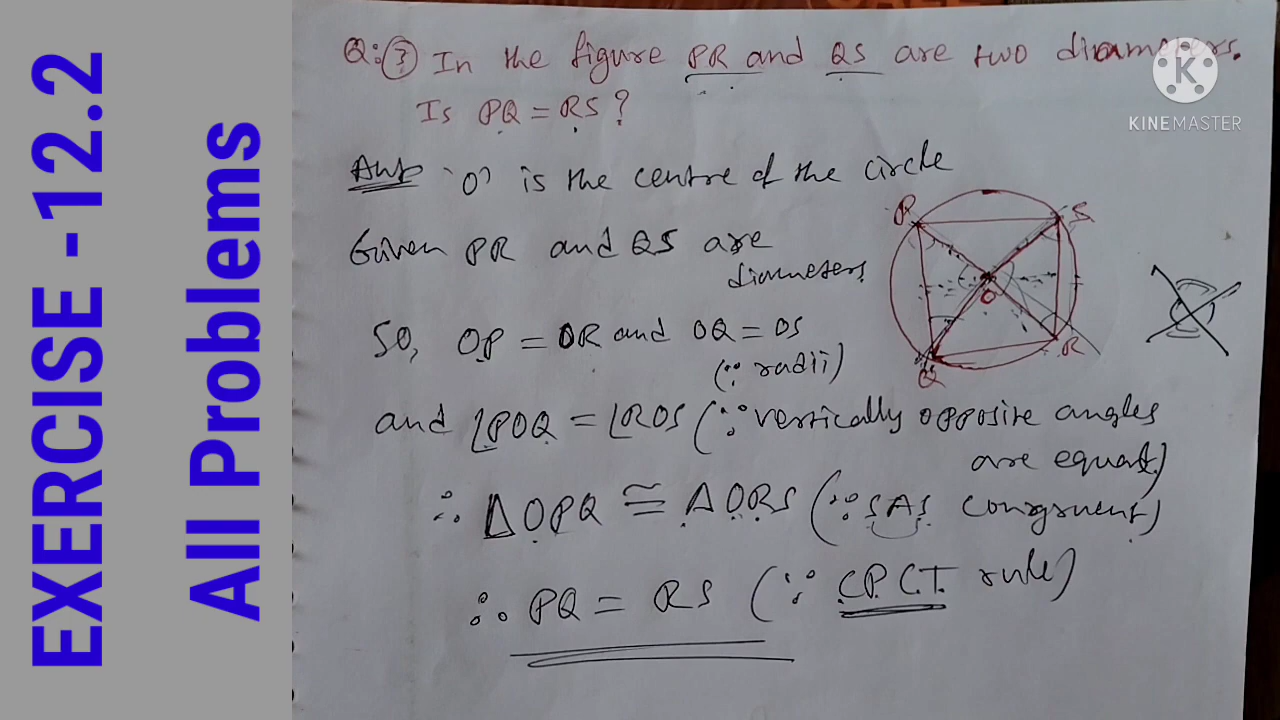 EXERCISE -12.2
All Problems
Q:③ In the figure PR and QS are two diameters.
Is PQ = RS?
KINEMASTER
Ans 'O' is the centre of the circle
Given PR and QS are
diameters
So, OP = OR and OQ = OS
(∵ radii)
and ∠POQ = ∠ROS (∵ vertically opposite angles
are equal)
∴ ΔOPQ ≅ ΔORS (∵ SAS congruent)
∴ PQ = RS (∵ C.P.C.T. rule)
P
S
O
R
Q